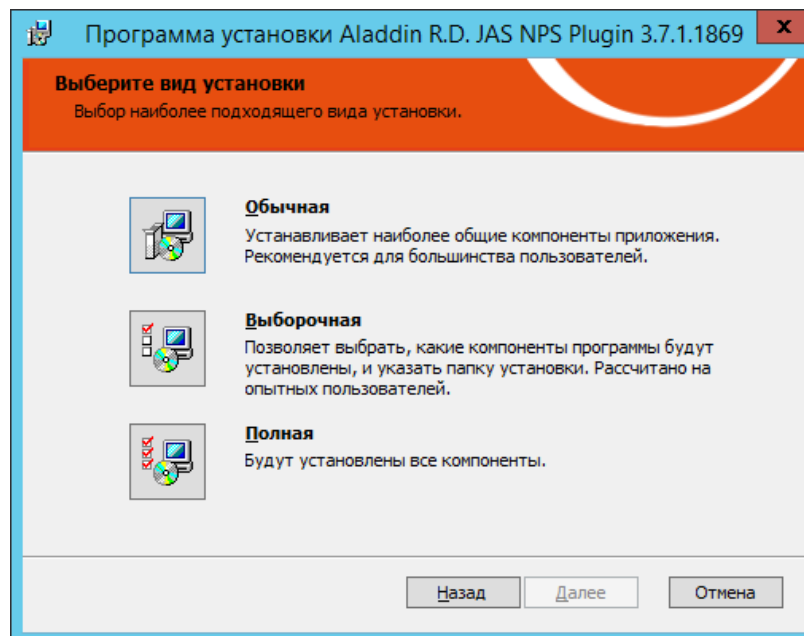 Программа установки Aladdin R.D. JAS NPS Plugin 3.7.1.1869
x
Выберите вид установки
Выбор наиболее подходящего вида установки.
Обычная
Устанавливает наиболее общие компоненты приложения.
Рекомендуется для большинства пользователей.
Выборочная
Позволяет выбрать, какие компоненты программы будут
установлены, и указать папку установки. Рассчитано на
опытных пользователей.
Полная
Будут установлены все компоненты.
Назад
Далее
Отмена